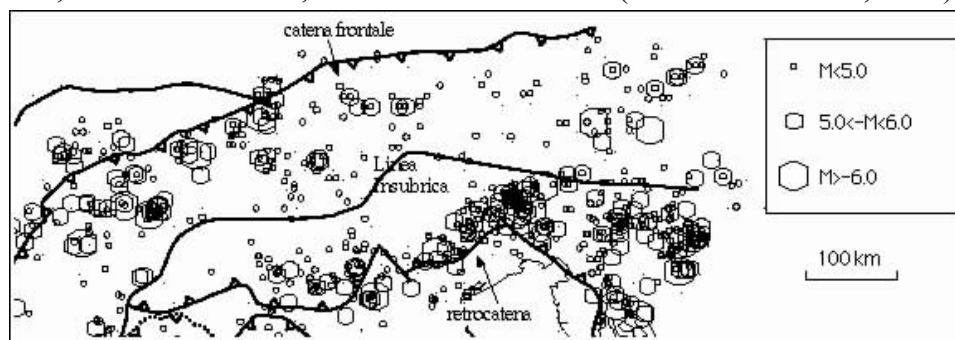 catena frontale
Linea
Insubrica
retrocatena
M<5.0
5.0<-M<6.0
M>-6.0
100 km